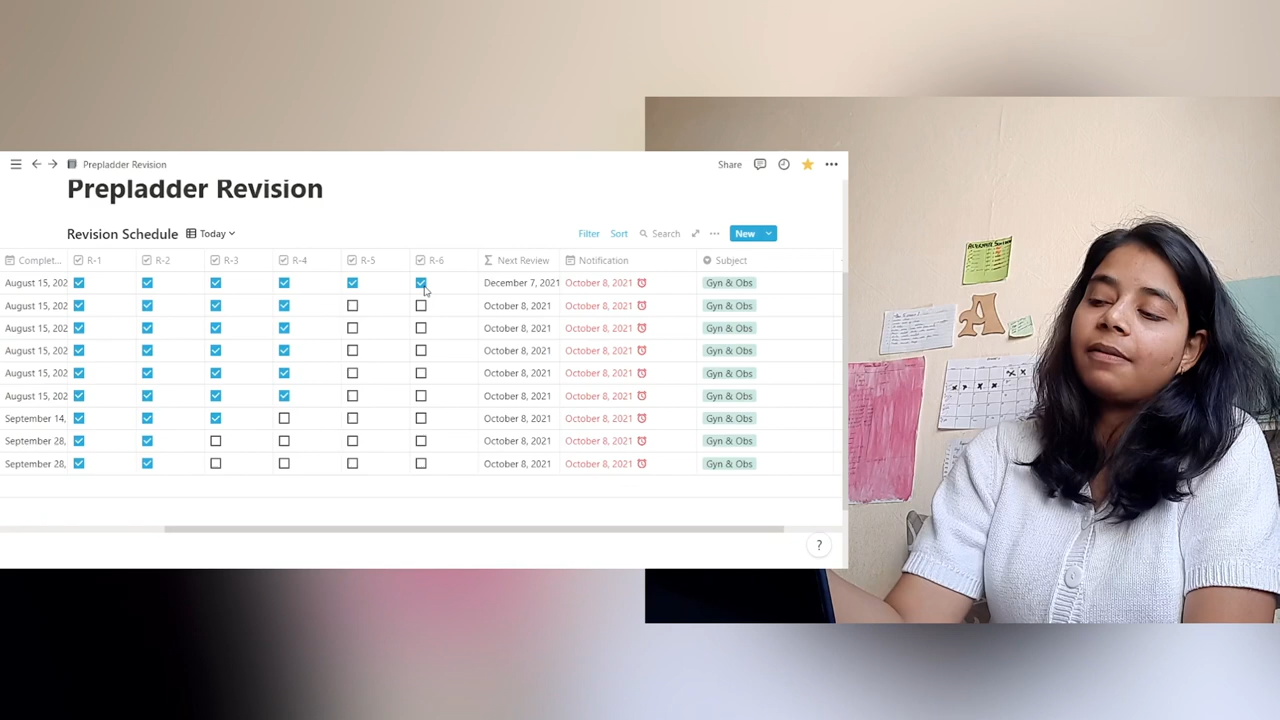 Prepladder Revision
Share
Prepladder Revision
Revision Schedule Today
Filter Sort Search ... New
Complet... R-1 R-2 R-3 R-4 R-5 R-6 Next Review Notification Subject
August 15, 202 December 7, 2021 October 8, 2021 Gyn & Obs
August 15, 202 October 8, 2021 October 8, 2021 Gyn & Obs
August 15, 202 October 8, 2021 October 8, 2021 Gyn & Obs
August 15, 202 October 8, 2021 October 8, 2021 Gyn & Obs
August 15, 202 October 8, 2021 October 8, 2021 Gyn & Obs
August 15, 202 October 8, 2021 October 8, 2021 Gyn & Obs
September 14, October 8, 2021 October 8, 2021 Gyn & Obs
September 28, October 8, 2021 October 8, 2021 Gyn & Obs
September 28, October 8, 2021 October 8, 2021 Gyn & Obs
?
A